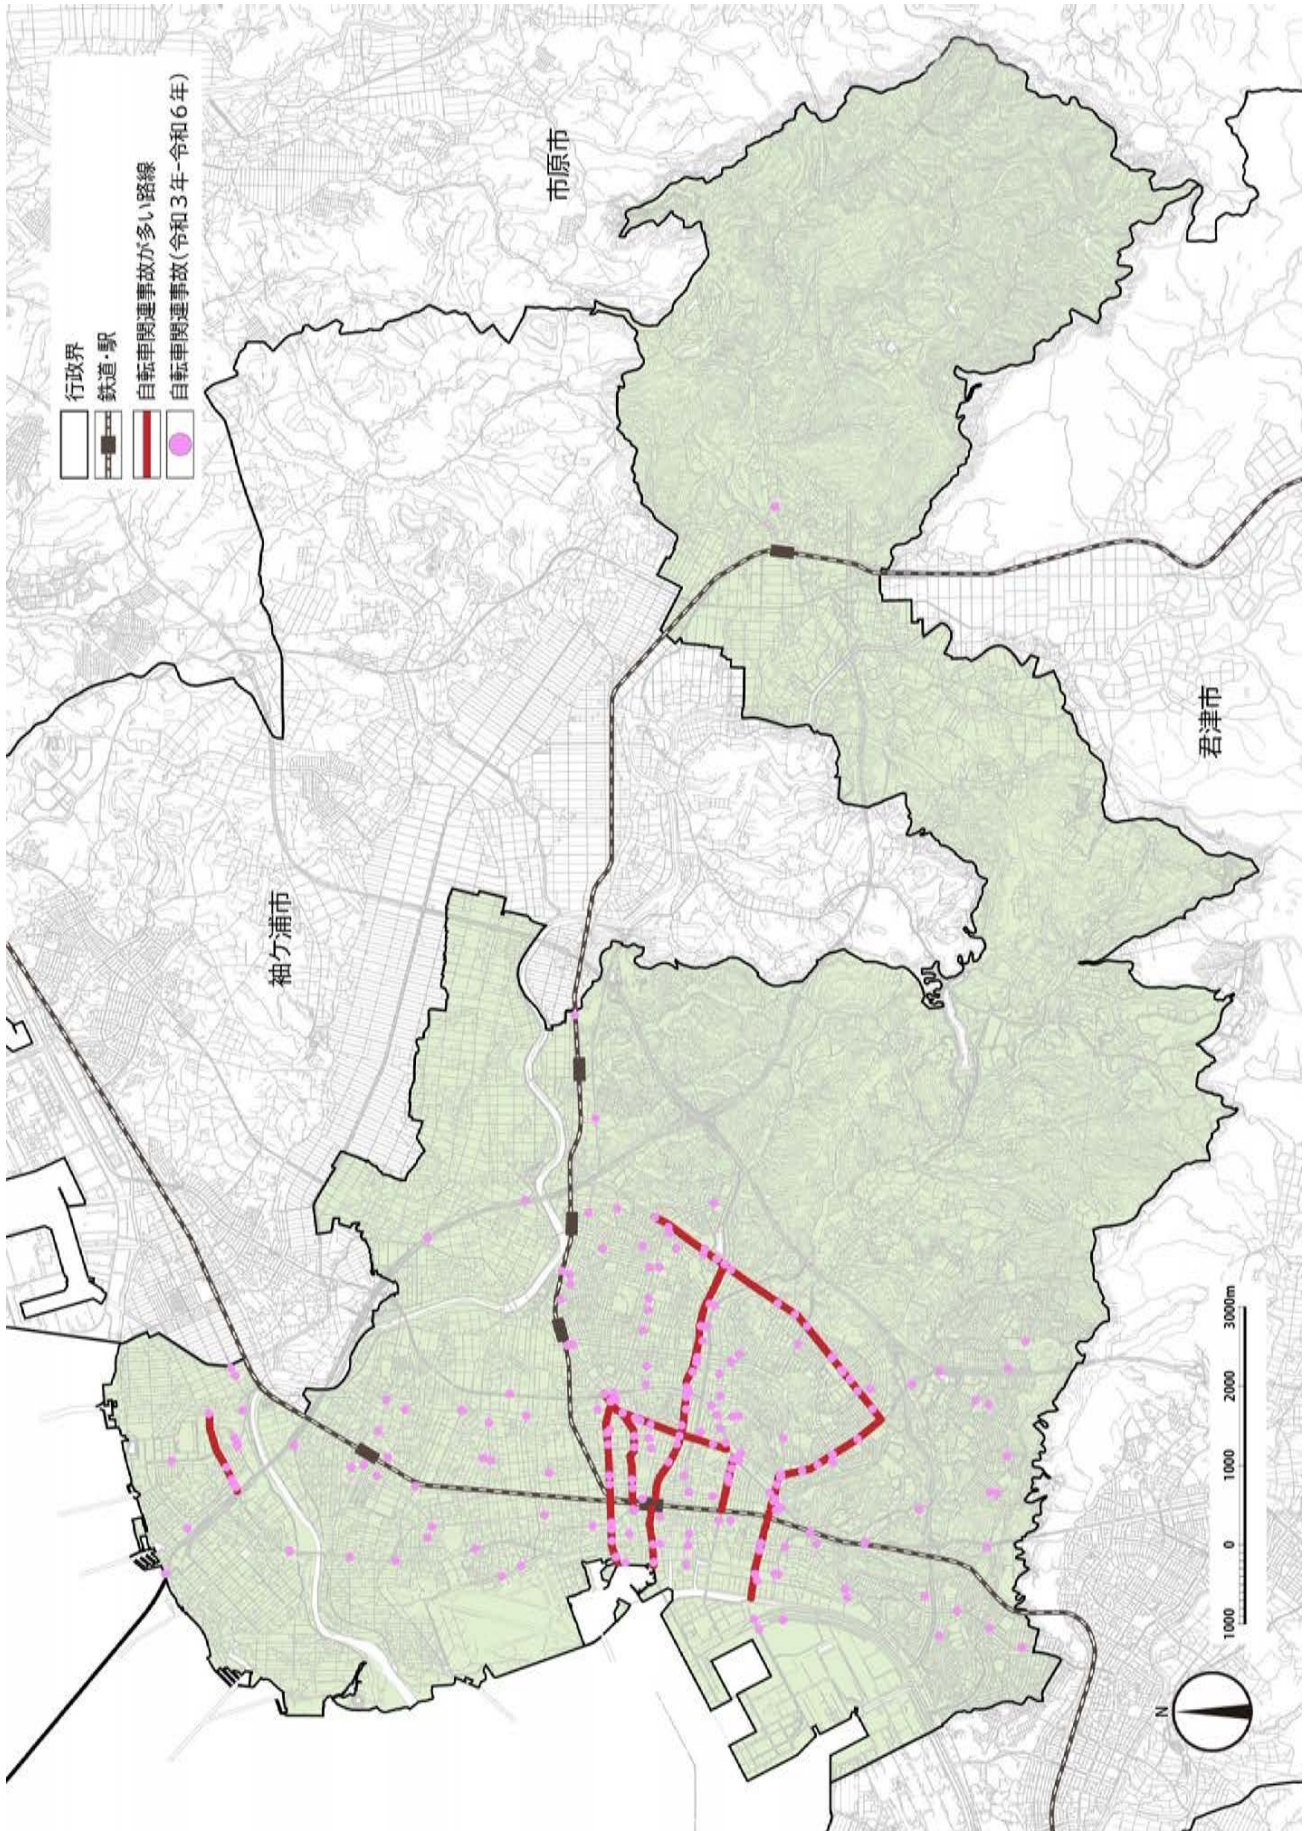 行政界
鉄道・駅
自転車関連事故が多い路線
自転車関連事故(令和3年-令和6年)
市原市
袖ケ浦市
君津市
N
1000 0 1000 2000 3000m